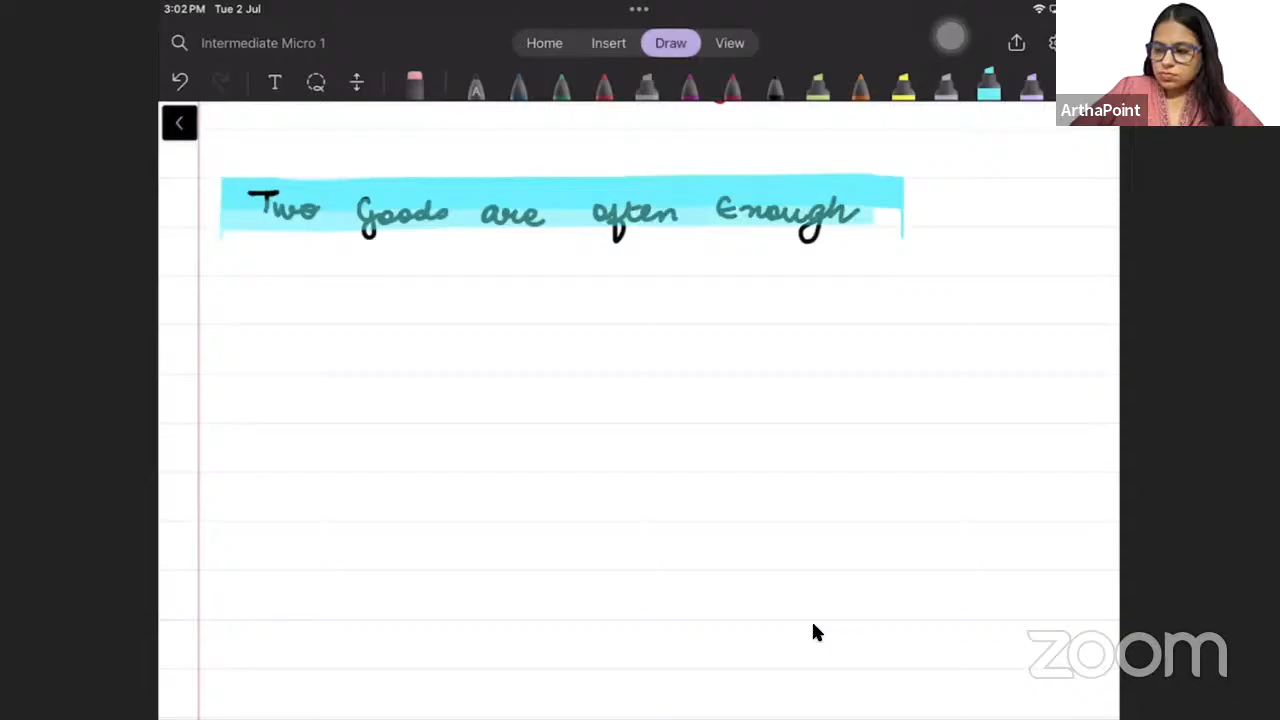 3:02 PM Tue 2 Jul
Intermediate Micro 1
Home Insert Draw View
ArthaPoint
Two Goods are often Enough
zoom